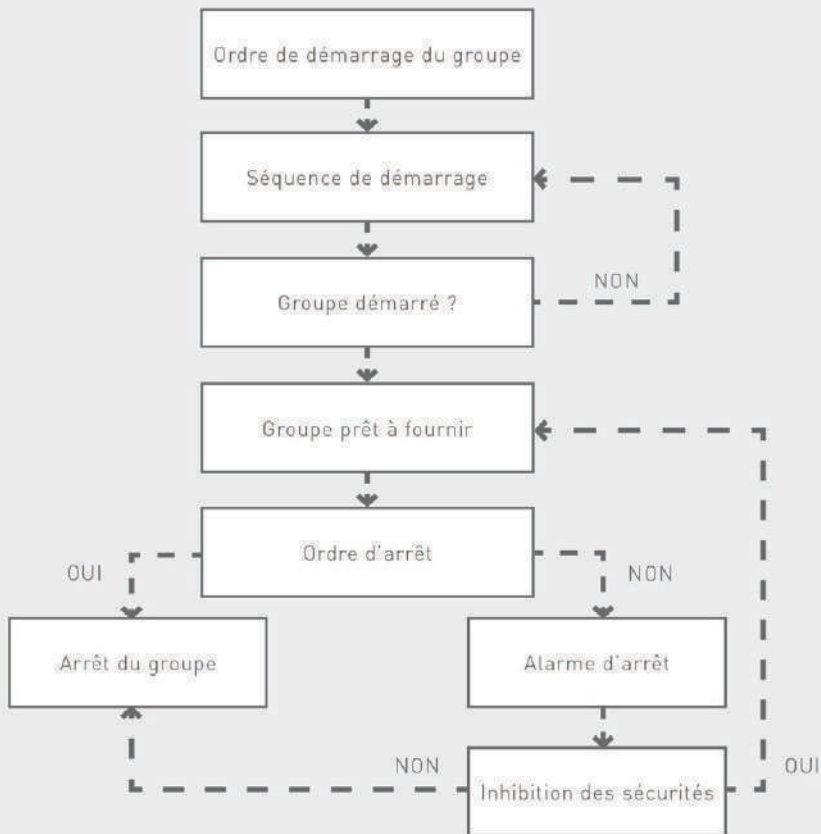 Ordre de démarrage du groupe
Séquence de démarrage
NON
Groupe démarré ?
Groupe prêt à fournir
Ordre d'arrêt
OUI
NON
Arrêt du groupe
Alarme d'arrêt
NON
OUI
Inhibition des sécurités